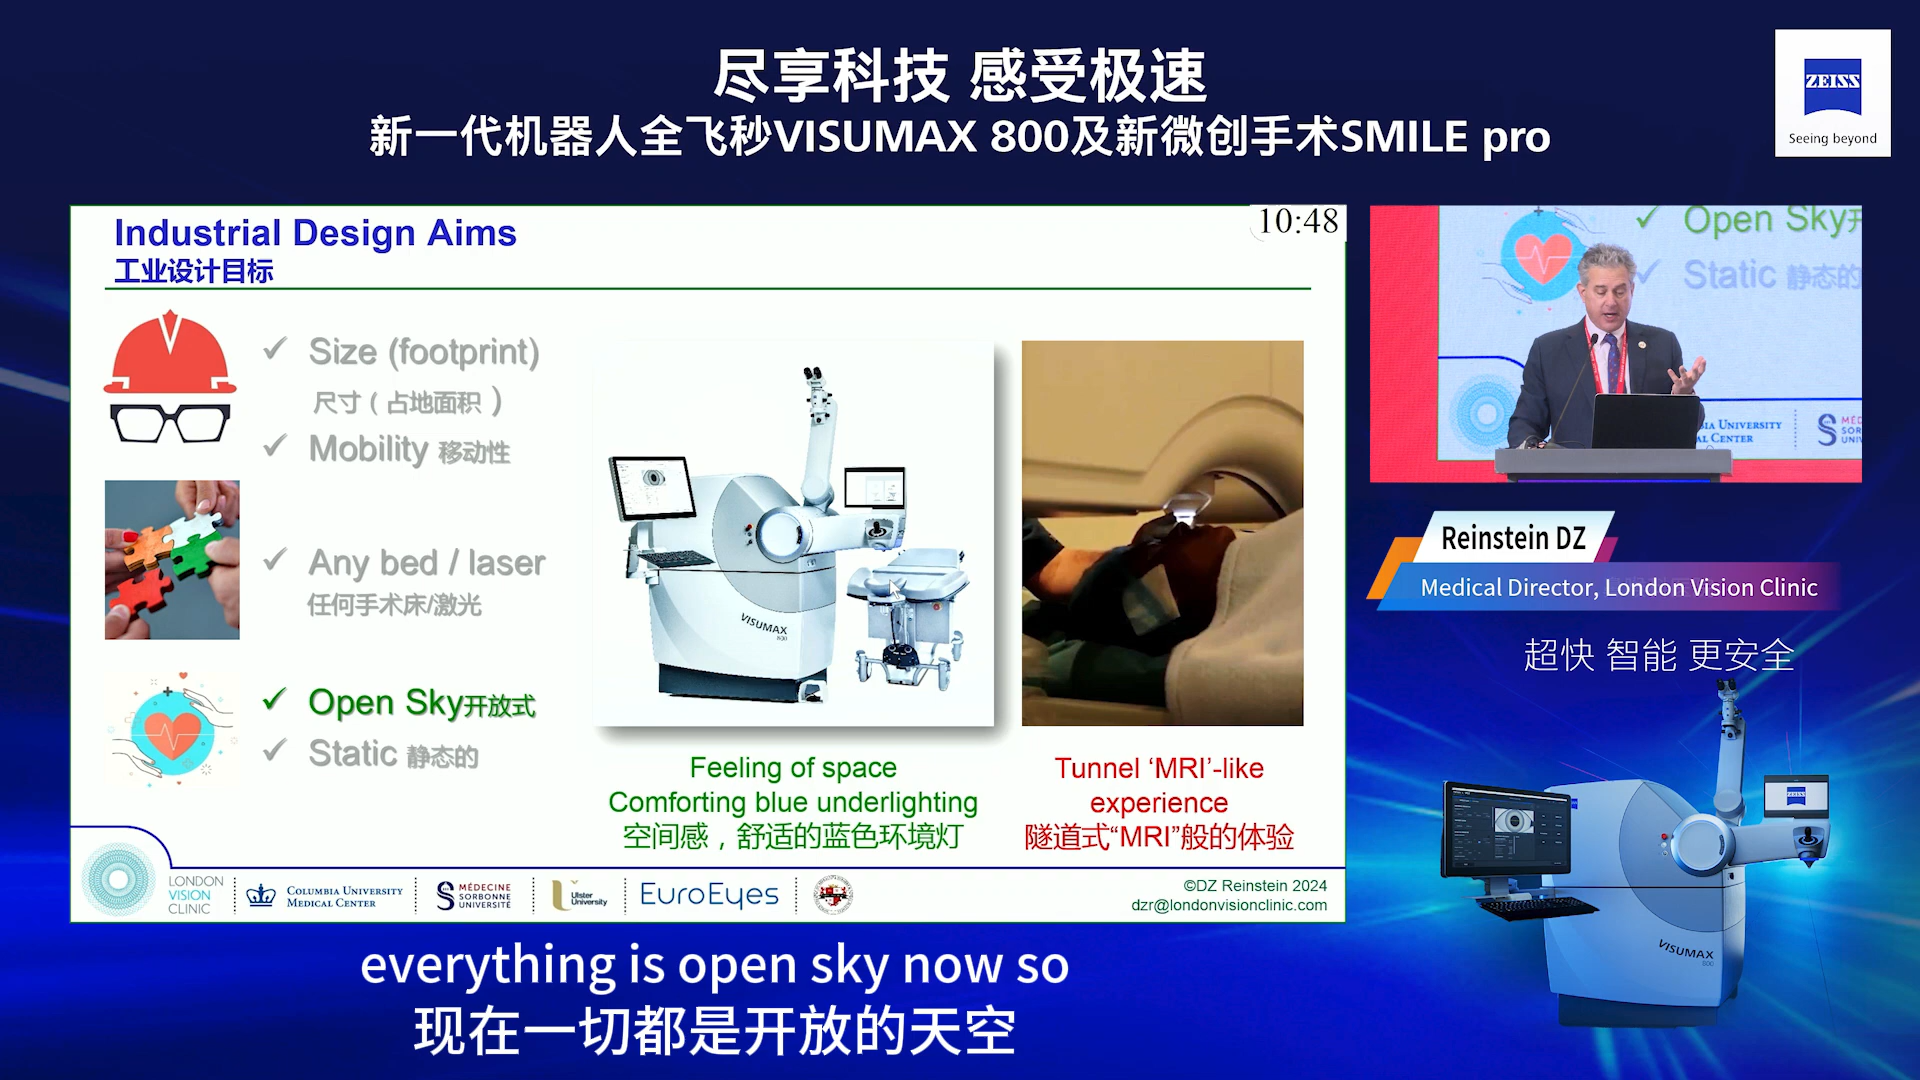 尽享科技 感受极速
新一代机器人全飞秒VISUMAX 800及新微创手术SMILE pro
ZEISS
Seeing beyond
Industrial Design Aims
工业设计目标
10:48
✓ Size (footprint)
尺寸（占地面积）
✓ Mobility 移动性
✓ Any bed / laser
任何手术床/激光
✓ Open Sky开放式
✓ Static 静态的
VISUMAX
800
Feeling of space
Comforting blue underlighting
空间感，舒适的蓝色环境灯
Tunnel ‘MRI’-like
experience
隧道式“MRI”般的体验
LONDON
VISION
CLINIC
COLUMBIA UNIVERSITY
MEDICAL CENTER
MÉDECINE
SORBONNE
UNIVERSITÉ
Ulster
University
EuroEyes
©DZ Reinstein 2024
dzr@londonvisionclinic.com
✓ Open Sky开
✓ Static 静态的
IA UNIVERSITY
AL CENTER
MÉD
SOR
UNIV
Reinstein DZ
Medical Director, London Vision Clinic
超快 智能 更安全
ZEISS
VISUMAX
800
everything is open sky now so
现在一切都是开放的天空